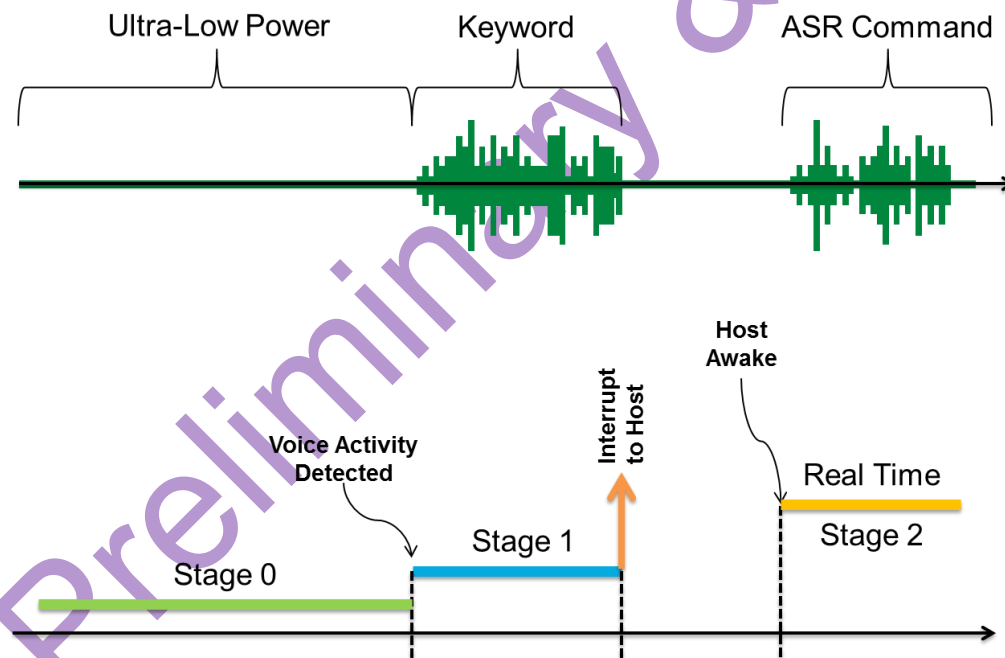 Ultra-Low Power
Keyword
ASR Command
Host
Awake
Interrupt
to Host
Voice Activity
Detected
Real Time
Stage 1
Stage 2
Stage 0
Preliminary &